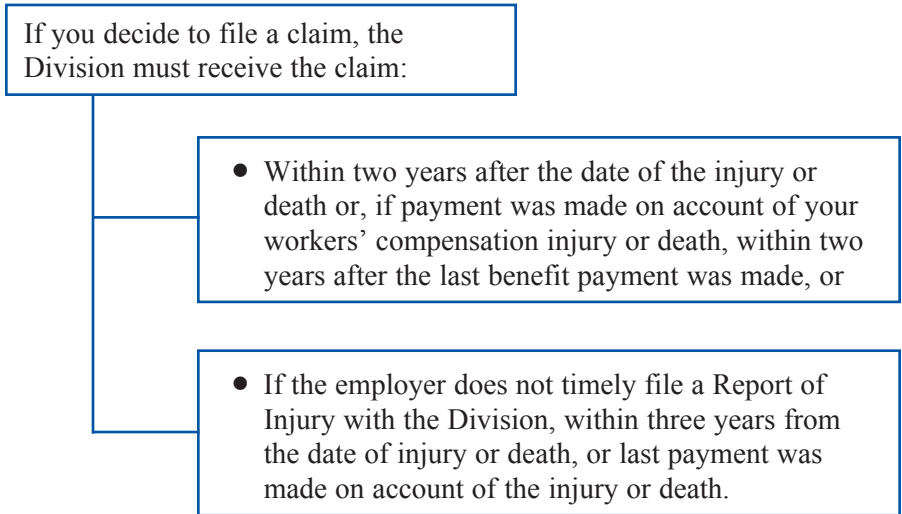 If you decide to file a claim, the
Division must receive the claim:
● Within two years after the date of the injury or
death or, if payment was made on account of your
workers’ compensation injury or death, within two
years after the last benefit payment was made, or
● If the employer does not timely file a Report of
Injury with the Division, within three years from
the date of injury or death, or last payment was
made on account of the injury or death.